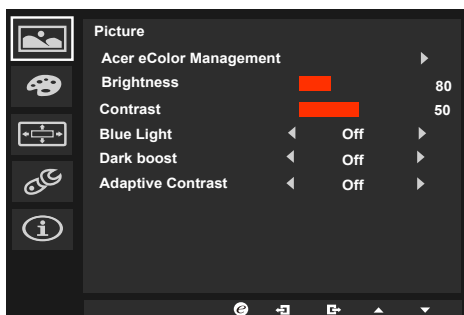 Picture
Acer eColor Management
Brightness 80
Contrast 50
Blue Light Off
Dark boost Off
Adaptive Contrast Off